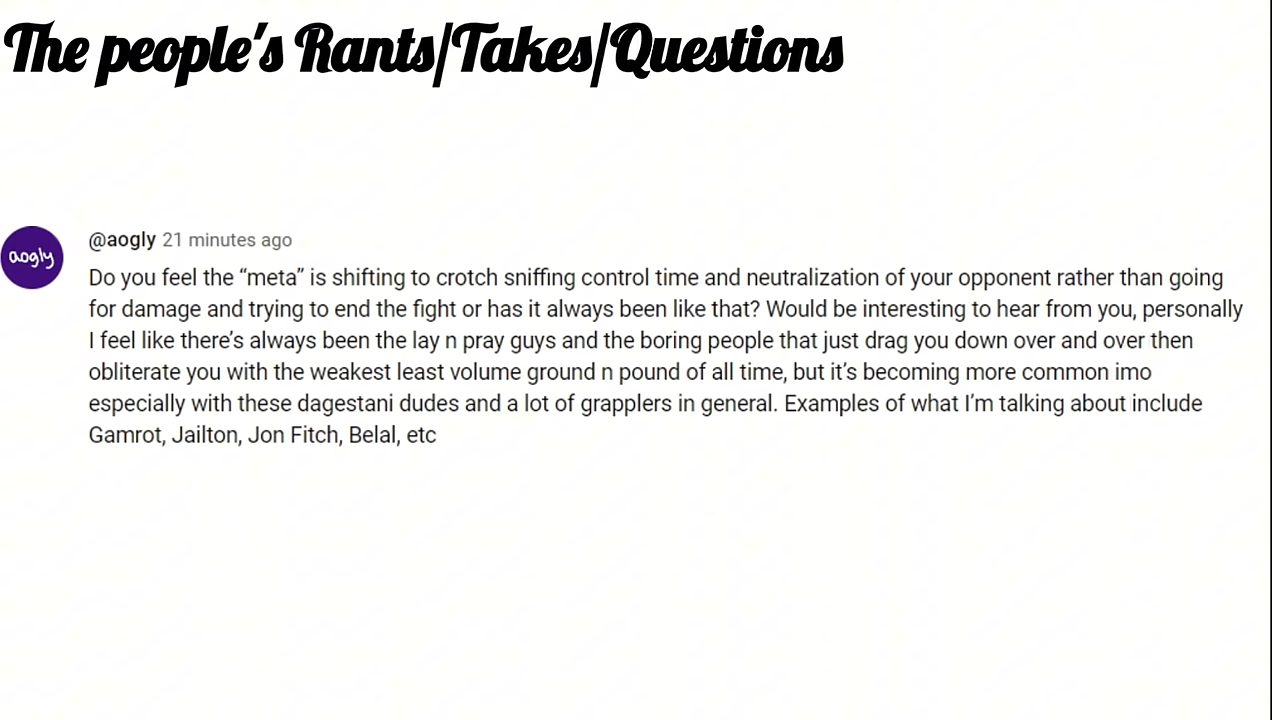 The people's Rants/Takes/Questions
aogly
@aogly 21 minutes ago
Do you feel the “meta” is shifting to crotch sniffing control time and neutralization of your opponent rather than going
for damage and trying to end the fight or has it always been like that? Would be interesting to hear from you, personally
I feel like there’s always been the lay n pray guys and the boring people that just drag you down over and over then
obliterate you with the weakest least volume ground n pound of all time, but it’s becoming more common imo
especially with these dagestani dudes and a lot of grapplers in general. Examples of what I’m talking about include
Gamrot, Jailton, Jon Fitch, Belal, etc